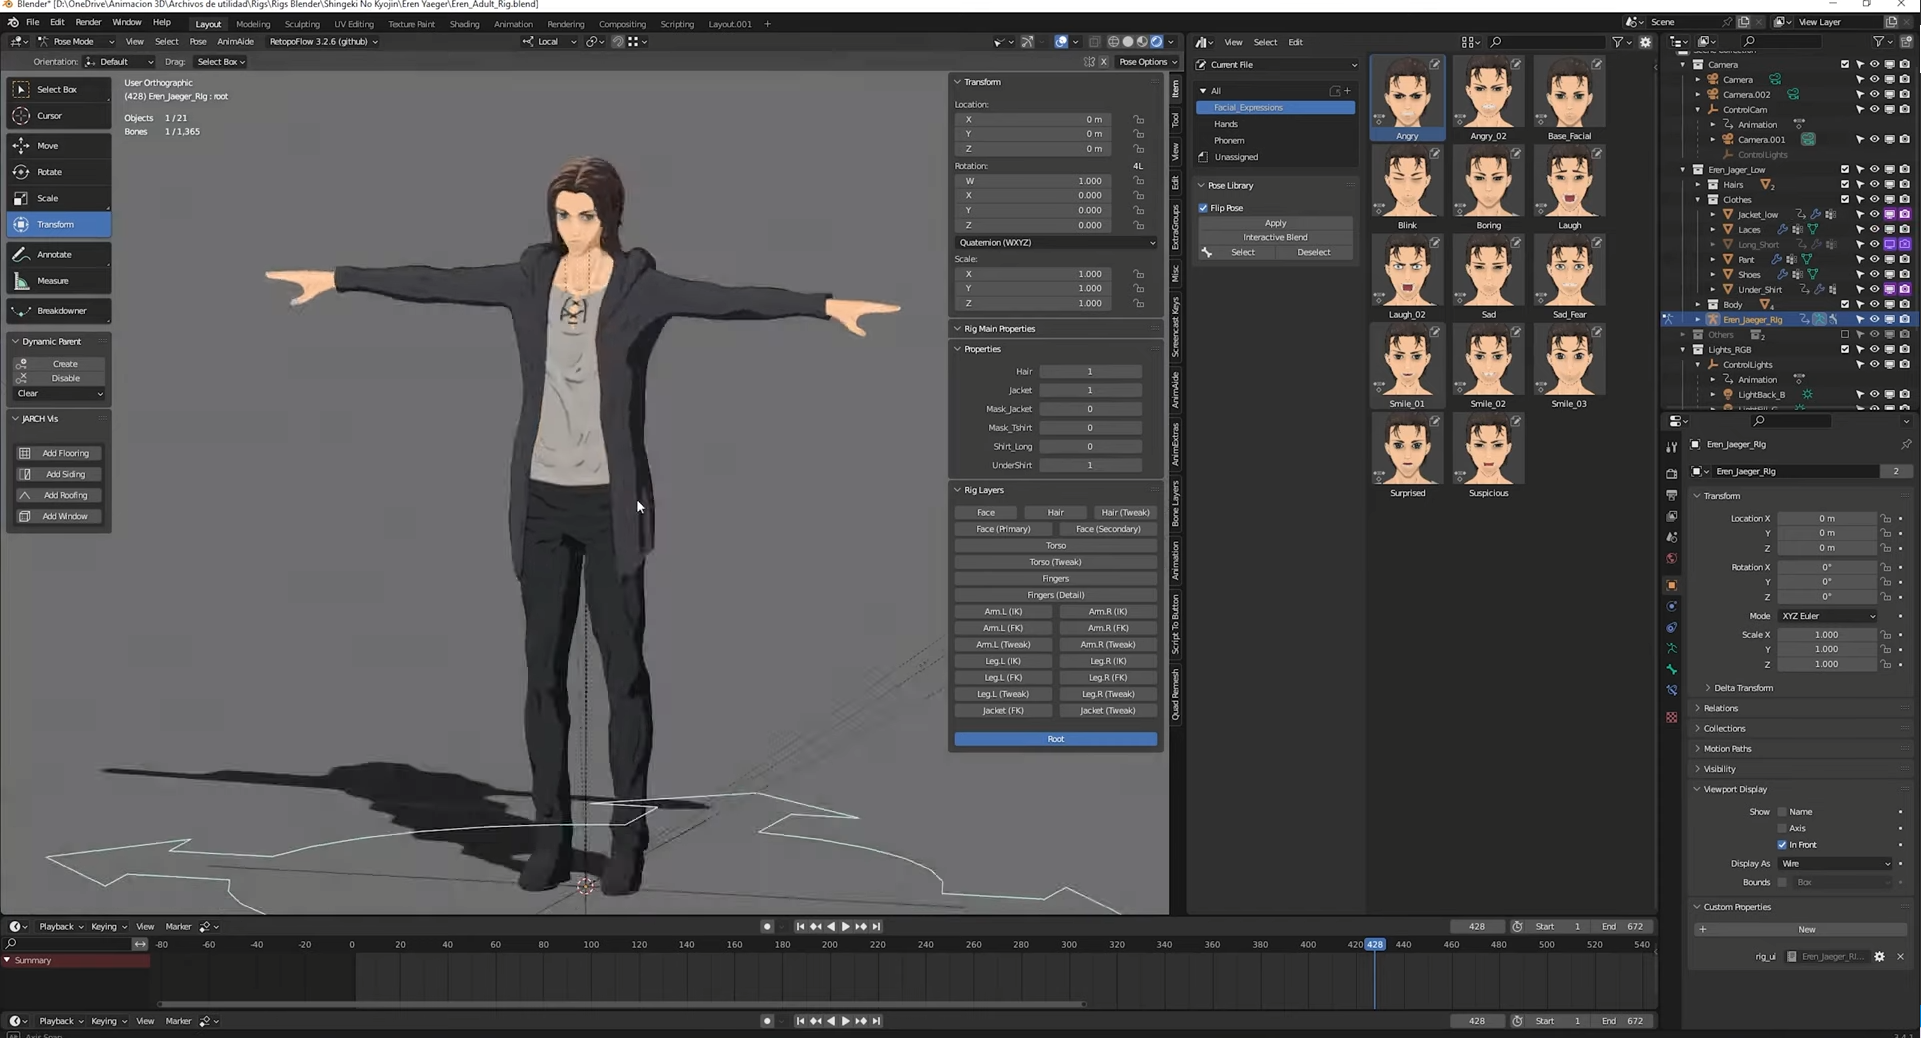 Blender* [D:\OneDrive\Animacion 3D\Archivos de utilidad\Rigs\Rigs Blender\Shingeki No Kyojin\Eren Yaeger\Eren_Adult_Rig.blend]
File Edit Render Window Help Layout Modeling Sculpting UV Editing Texture Paint Shading Eren Animation Rendering Compositing Scripting Layout.001 + Scene View Layer
Pose Mode View Select Pose AnimAide RetopoFlow 3.2.6 (github) Local View Select Edit
Orientation: Default Drag: Select Box X Pose Options
User Orthographic
(428) Eren_Jaeger_RIg : root
Objects 1/21
Bones 1/1,365
Select Box
Cursor
Move
Rotate
Scale
Transform
Annotate
Measure
Breakdowner
Dynamic Parent
Create
Disable
Clear
JARCH Vis
Add Flooring
Add Siding
Add Roofing
Add Window
Transform
Location:
X 0 m
Y 0 m
Z 0 m
Rotation: 4L
W 1.000
X 0.000
Y 0.000
Z 0.000
Quaternion (WXYZ)
Scale:
X 1.000
Y 1.000
Z 1.000
Rig Main Properties
Properties
Hair 1
Jacket 1
Mask_Jacket 0
Mask_Tshirt 0
Shirt_Long 0
UnderShirt 1
Rig Layers
Face Hair Hair (Tweak)
Face (Primary) Face (Secondary)
Torso
Torso (Tweak)
Fingers
Fingers (Detail)
Arm.L (IK) Arm.R (IK)
Arm.L (FK) Arm.R (FK)
Arm.L (Tweak) Arm.R (Tweak)
Leg.L (IK) Leg.R (IK)
Leg.L (FK) Leg.R (FK)
Leg.L (Tweak) Leg.R (Tweak)
Jacket (FK) Jacket (Tweak)
Root
Item
Tool
View
Edit
ExtraGroups
Misc
Screencast Keys
AnimAide
AnimExtras
Bone Layers
Animation
Script To Button
Quad Remesh
Current File
All
Facial_Expressions
Hands
Phonem
Unassigned
Pose Library
Flip Pose
Apply
Interactive Blend
Select Deselect
Angry Angry_02 Base_Facial
Blink Boring Laugh
Laugh_02 Sad Sad_Fear
Smile_01 Smile_02 Smile_03
Surprised Suspicious
Camera
Camera
Camera.002
ControlCam
Animation
Camera.001
ControlLights
Eren_Jager_Low
Hairs 2
Clothes
Jacket_low
Laces
Long_Short
Pant
Shoes
Under_Shirt
Body 4
Eren_Jaeger_RIg
Others 2
Lights_RGB
ControlLights
Animation
LightBack_B
Eren_Jaeger_RIg
Eren_Jaeger_RIg 2
Transform
Location X 0 m
Y 0 m
Z 0 m
Rotation X 0°
Y 0°
Z 0°
Mode XYZ Euler
Scale X 1.000
Y 1.000
Z 1.000
Delta Transform
Relations
Collections
Motion Paths
Visibility
Viewport Display
Show Name
Axis
In Front
Display As Wire
Bounds Box
Custom Properties
New
rig_ui Eren_Jaeger_RI...
Playback Keying View Marker 428 Start 1 End 672
-80 -60 -40 -20 0 20 40 60 80 100 120 140 160 180 200 220 240 260 280 300 320 340 360 380 400 420 428 440 460 480 500 520 540
Summary
Playback Keying View Marker 428 Start 1 End 672